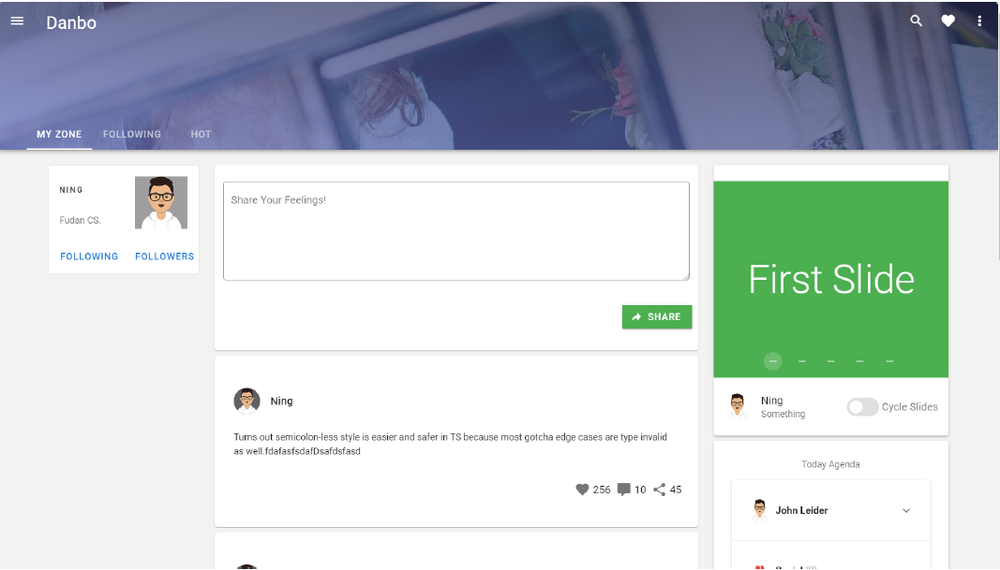 Danbo
MY ZONE
FOLLOWING
HOT
NING
Fudan CS.
FOLLOWING
FOLLOWERS
Share Your Feelings!
SHARE
Ning
Turns out semicolon-less style is easier and safer in TS because most gotcha edge cases are type invalid
as well.fdafasfsdafDsafdsfasd
256
10
45
First Slide
Ning
Something
Cycle Slides
Today Agenda
John Leider